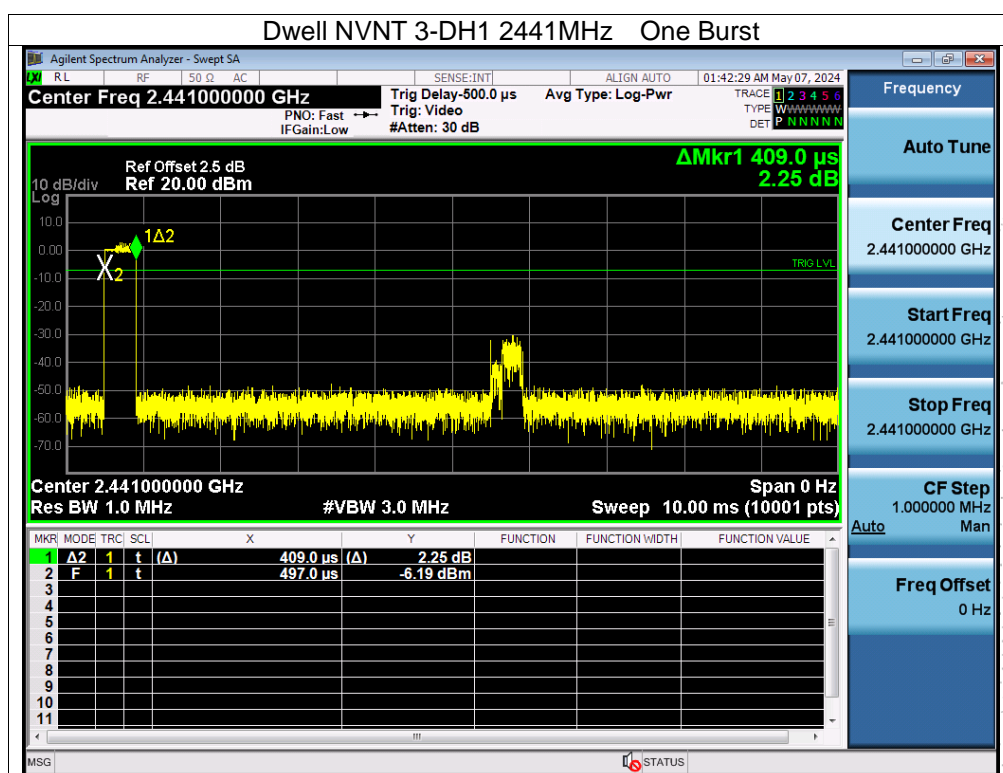 Dwell NVNT 3-DH1 2441MHz One Burst
Agilent Spectrum Analyzer - Swept SA
RL RF 50 Ω AC SENSE:INT ALIGN AUTO 01:42:29 AM May 07, 2024
Center Freq 2.441000000 GHz
PNO: Fast
IFGain:Low
Trig Delay-500.0 µs
Trig: Video
#Atten: 30 dB
Avg Type: Log-Pwr
TRACE 1 2 3 4 5 6
TYPE WWWWWW
DET P N N N N N
10 dB/div
Log
Ref Offset 2.5 dB
Ref 20.00 dBm
ΔMkr1 409.0 µs
2.25 dB
10.0
0.00
-10.0
-20.0
-30.0
-40.0
-50.0
-60.0
-70.0
1Δ2
X2
TRIG LVL
Center 2.441000000 GHz Span 0 Hz
Res BW 1.0 MHz #VBW 3.0 MHz Sweep 10.00 ms (10001 pts)
MKR MODE TRC SCL X Y FUNCTION FUNCTION WIDTH FUNCTION VALUE
1 Δ2 1 t (Δ) 409.0 µs (Δ) 2.25 dB
2 F 1 t 497.0 µs -6.19 dBm
3
4
5
6
7
8
9
10
11
MSG STATUS
Frequency
Auto Tune
Center Freq
2.441000000 GHz
Start Freq
2.441000000 GHz
Stop Freq
2.441000000 GHz
CF Step
1.000000 MHz
Auto Man
Freq Offset
0 Hz